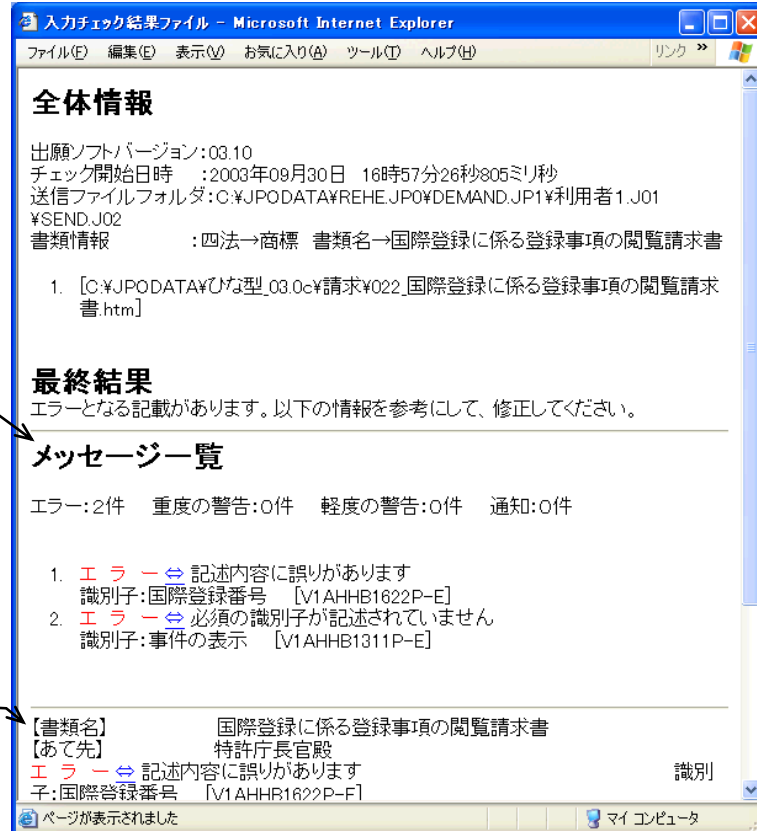 入力チェック結果ファイル - Microsoft Internet Explorer
ファイル(F) 編集(E) 表示(V) お気に入り(A) ツール(T) ヘルプ(H) リンク »
全体情報
出願ソフトバージョン:03.10
チェック開始日時 :2003年09月30日 16時57分26秒805ミリ秒
送信ファイルフォルダ:C:¥JPODATA¥REHE.JP0¥DEMAND.JP1¥利用者1.J01
¥SEND.J02
書類情報 :四法→商標 書類名→国際登録に係る登録事項の閲覧請求書
1. [C:¥JPODATA¥ひな型_03.0c¥請求¥022_国際登録に係る登録事項の閲覧請求
書.htm]
最終結果
エラーとなる記載があります。以下の情報を参考にして、修正してください。
メッセージ一覧
エラー:2件 重度の警告:0件 軽度の警告:0件 通知:0件
1. エ ラ ー⇔ 記述内容に誤りがあります
識別子:国際登録番号 [V1AHHB1622P-E]
2. エ ラ ー⇔ 必須の識別子が記述されていません
識別子:事件の表示 [V1AHHB1311P-E]
【書類名】 国際登録に係る登録事項の閲覧請求書
【あて先】 特許庁長官殿
エ ラ ー⇔ 記述内容に誤りがあります 識別
子:国際登録番号 [V1AHHB1622P-E]
ページが表示されました マイ コンピュータ